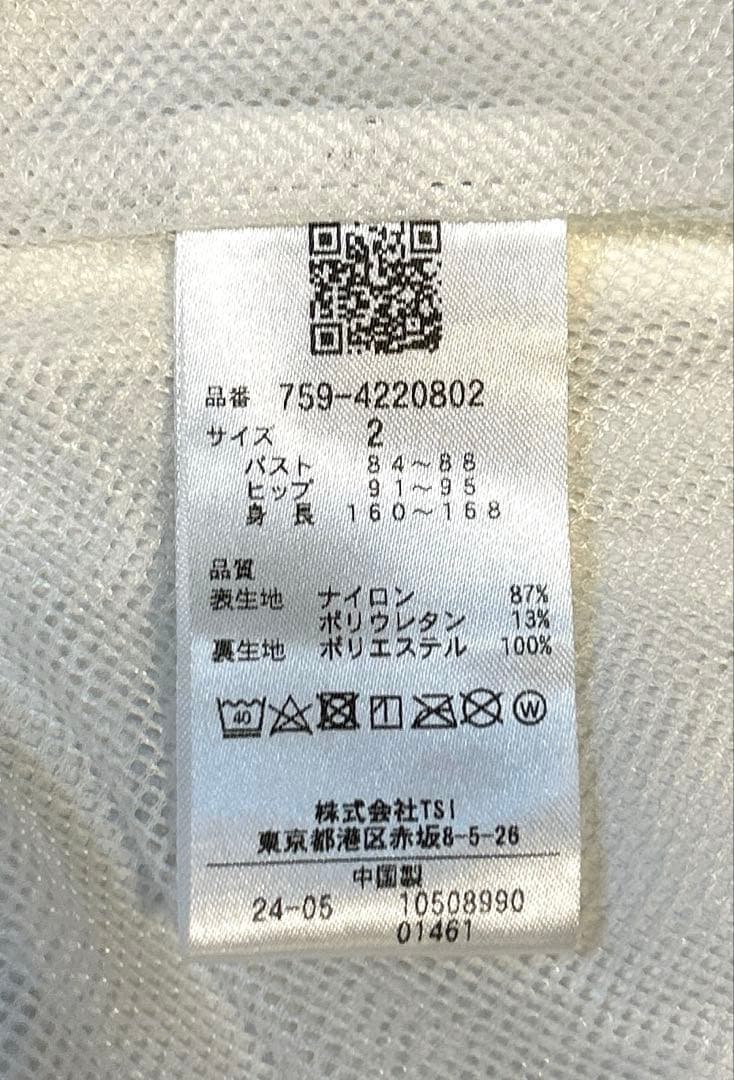 品番 759-4220802
サイズ 2
バスト 84～88
ヒップ 91～95
身長 160～168
品質
表生地 ナイロン 87%
ポリウレタン 13%
裏生地 ポリエステル 100%
40 W
株式会社TSI
東京都港区赤坂8-5-26
中国製
24-05 10508990
01461